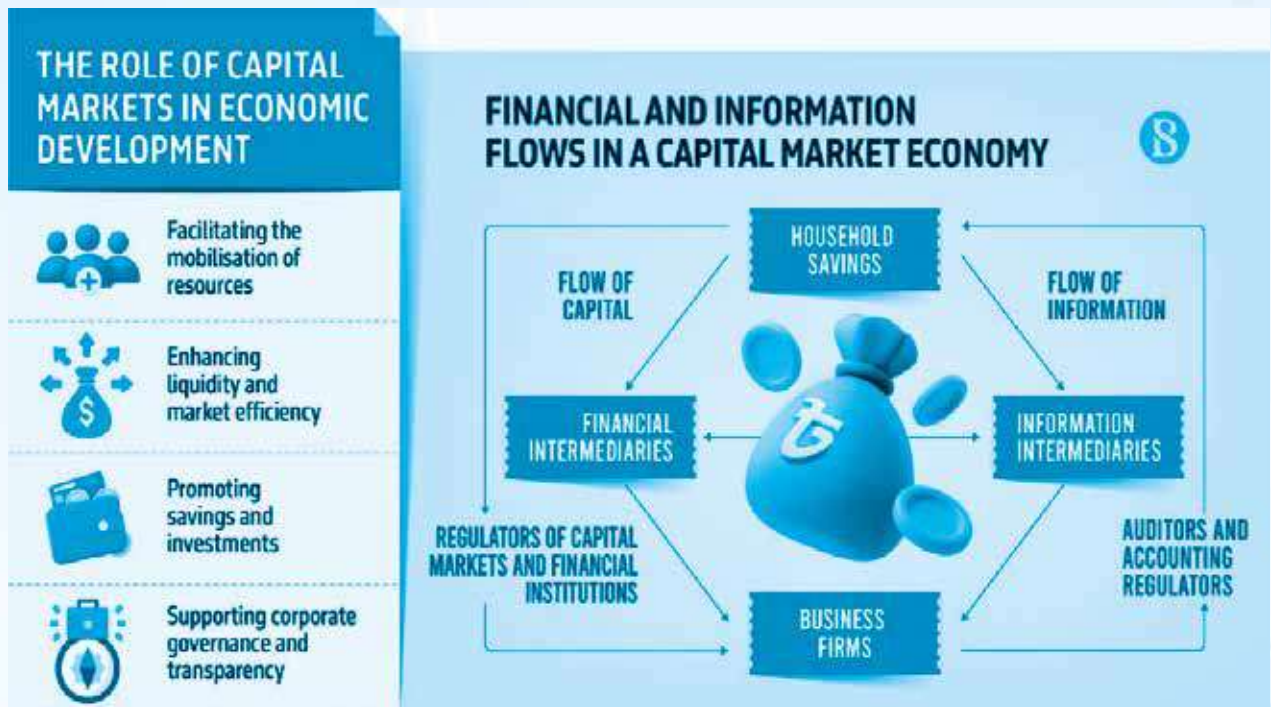 THE ROLE OF CAPITAL
MARKETS IN ECONOMIC
DEVELOPMENT
Facilitating the
mobilisation of
resources
Enhancing
liquidity and
market efficiency
$
Promoting
savings and
investments
Supporting corporate
governance and
transparency
FINANCIAL AND INFORMATION
FLOWS IN A CAPITAL MARKET ECONOMY
HOUSEHOLD
SAVINGS
FLOW OF
CAPITAL
FLOW OF
INFORMATION
FINANCIAL
INTERMEDIARIES
৳
INFORMATION
INTERMEDIARIES
REGULATORS OF CAPITAL
MARKETS AND FINANCIAL
INSTITUTIONS
AUDITORS AND
ACCOUNTING
REGULATORS
BUSINESS
FIRMS